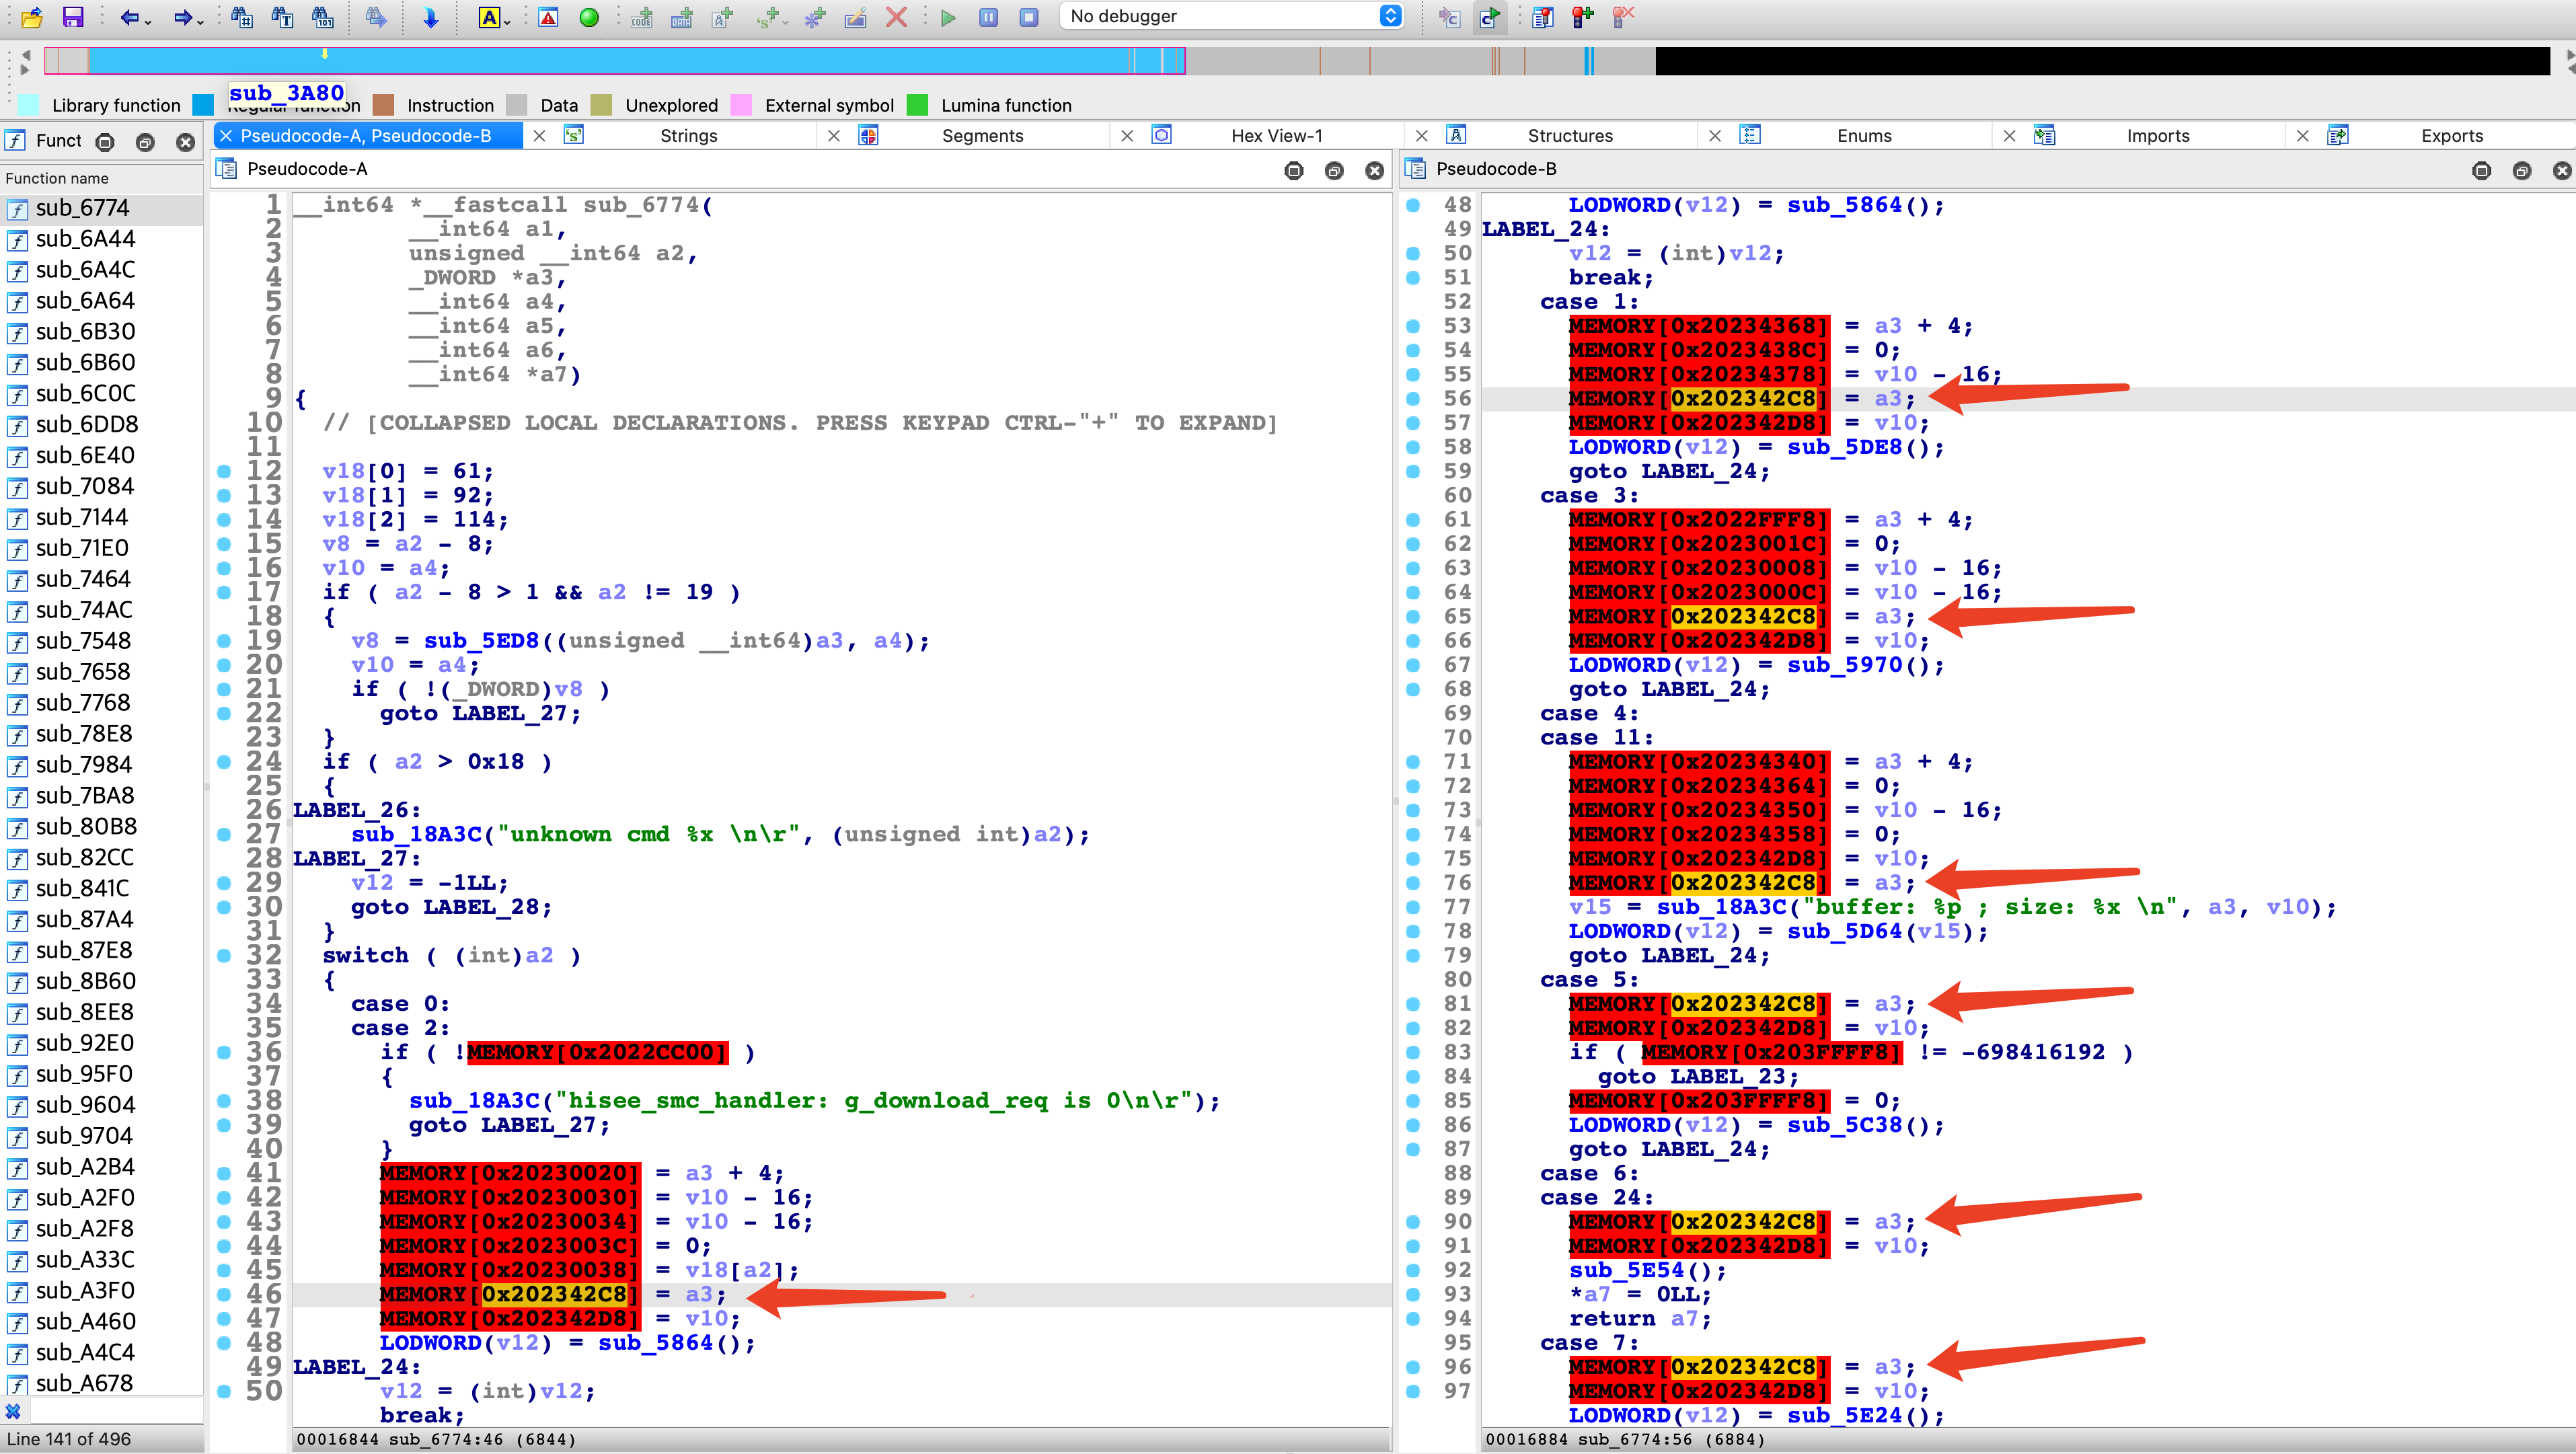 No debugger
Library function
sub_3A80
Instruction
Data
Unexplored
External symbol
Lumina function
Funct
Pseudocode-A, Pseudocode-B
Strings
Segments
Hex View-1
Structures
Enums
Imports
Exports
Function name
sub_6774
sub_6A44
sub_6A4C
sub_6A64
sub_6B30
sub_6B60
sub_6C0C
sub_6DD8
sub_6E40
sub_7084
sub_7144
sub_71E0
sub_7464
sub_74AC
sub_7548
sub_7658
sub_7768
sub_78E8
sub_7984
sub_7BA8
sub_80B8
sub_82CC
sub_841C
sub_87A4
sub_87E8
sub_8B60
sub_8EE8
sub_92E0
sub_95F0
sub_9604
sub_9704
sub_A2B4
sub_A2F0
sub_A2F8
sub_A33C
sub_A3F0
sub_A460
sub_A4C4
sub_A678
Line 141 of 496
Pseudocode-A
1 __int64 *__fastcall sub_6774(
2 __int64 a1,
3 unsigned __int64 a2,
4 _DWORD *a3,
5 __int64 a4,
6 __int64 a5,
7 __int64 a6,
8 __int64 *a7)
9 {
10 // [COLLAPSED LOCAL DECLARATIONS. PRESS KEYPAD CTRL-"+" TO EXPAND]
11
12 v18[0] = 61;
13 v18[1] = 92;
14 v18[2] = 114;
15 v8 = a2 - 8;
16 v10 = a4;
17 if ( a2 - 8 > 1 && a2 != 19 )
18 {
19 v8 = sub_5ED8((unsigned __int64)a3, a4);
20 v10 = a4;
21 if ( !(_DWORD)v8 )
22 goto LABEL_27;
23 }
24 if ( a2 > 0x18 )
25 {
26 LABEL_26:
27 sub_18A3C("unknown cmd %x \n\r", (unsigned int)a2);
28 LABEL_27:
29 v12 = -1LL;
30 goto LABEL_28;
31 }
32 switch ( (int)a2 )
33 {
34 case 0:
35 case 2:
36 if ( !MEMORY[0x2022CC00] )
37 {
38 sub_18A3C("hisee_smc_handler: g_download_req is 0\n\r");
39 goto LABEL_27;
40 }
41 MEMORY[0x20230020] = a3 + 4;
42 MEMORY[0x20230030] = v10 - 16;
43 MEMORY[0x20230034] = v10 - 16;
44 MEMORY[0x2023003C] = 0;
45 MEMORY[0x20230038] = v18[a2];
46 MEMORY[0x202342C8] = a3;
47 MEMORY[0x202342D8] = v10;
48 LODWORD(v12) = sub_5864();
49 LABEL_24:
50 v12 = (int)v12;
break;
00016844 sub_6774:46 (6844)
Pseudocode-B
48 LODWORD(v12) = sub_5864();
49 LABEL_24:
50 v12 = (int)v12;
51 break;
52 case 1:
53 MEMORY[0x20234368] = a3 + 4;
54 MEMORY[0x2023438C] = 0;
55 MEMORY[0x20234378] = v10 - 16;
56 MEMORY[0x202342C8] = a3;
57 MEMORY[0x202342D8] = v10;
58 LODWORD(v12) = sub_5DE8();
59 goto LABEL_24;
60 case 3:
61 MEMORY[0x2022FFF8] = a3 + 4;
62 MEMORY[0x2023001C] = 0;
63 MEMORY[0x20230008] = v10 - 16;
64 MEMORY[0x2023000C] = v10 - 16;
65 MEMORY[0x202342C8] = a3;
66 MEMORY[0x202342D8] = v10;
67 LODWORD(v12) = sub_5970();
68 goto LABEL_24;
69 case 4:
70 case 11:
71 MEMORY[0x20234340] = a3 + 4;
72 MEMORY[0x20234364] = 0;
73 MEMORY[0x20234350] = v10 - 16;
74 MEMORY[0x20234358] = 0;
75 MEMORY[0x202342D8] = v10;
76 MEMORY[0x202342C8] = a3;
77 v15 = sub_18A3C("buffer: %p ; size: %x \n", a3, v10);
78 LODWORD(v12) = sub_5D64(v15);
79 goto LABEL_24;
80 case 5:
81 MEMORY[0x202342C8] = a3;
82 MEMORY[0x202342D8] = v10;
83 if ( MEMORY[0x203FFFF8] != -698416192 )
84 goto LABEL_23;
85 MEMORY[0x203FFFF8] = 0;
86 LODWORD(v12) = sub_5C38();
87 goto LABEL_24;
88 case 6:
89 case 24:
90 MEMORY[0x202342C8] = a3;
91 MEMORY[0x202342D8] = v10;
92 sub_5E54();
93 *a7 = 0LL;
94 return a7;
95 case 7:
96 MEMORY[0x202342C8] = a3;
97 MEMORY[0x202342D8] = v10;
LODWORD(v12) = sub_5E24();
00016884 sub_6774:56 (6884)